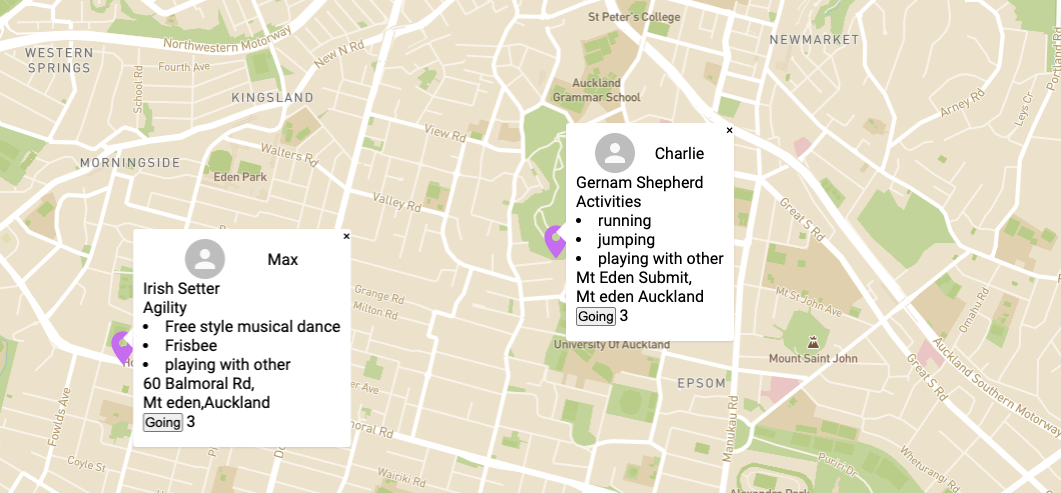 St Peter's College
WESTERN
SPRINGS
Northwestern Motorway
New N Rd
NEWMARKET
Portland Rd
School Rd
Fourth Ave
KINGSLAND
Auckland
Grammar School
Arney Rd
Leys Cr
View Rd
Walters Rd
MORNINGSIDE
Eden Park
Valley Rd
×
Charlie
Gernam Shepherd
Activities
• running
• jumping
• playing with other
Mt Eden Submit,
Mt eden Auckland
Going 3
Great S Rd
×
Max
Irish Setter
Agility
• Free style musical dance
• Frisbee
• playing with other
60 Balmoral Rd,
Mt eden,Auckland
Going 3
Grange Rd
Milton Rd
Mt St John Ave
Omahu Rd
University Of Auckland
Mount Saint John
Auckland Southern Motorway
Great S Rd
EPSOM
Fowlds Ave
Manukau Rd
Coyle St
Wairiki Rd
Puriri Dr
Wheturangi Rd